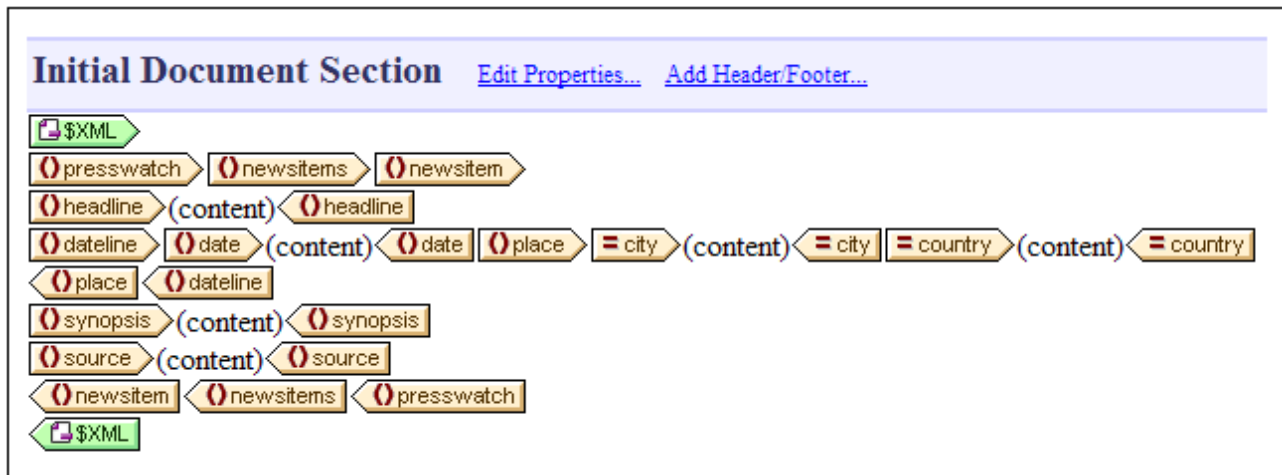 Initial Document Section Edit Properties... Add Header/Footer...
$XML
()presswatch ()newsitems ()newsitem
()headline (content) ()headline
()dateline ()date (content) ()date ()place = city (content) = city = country (content) = country
()place ()dateline
()synopsis (content) ()synopsis
()source (content) ()source
()newsitem ()newsitems ()presswatch
$XML